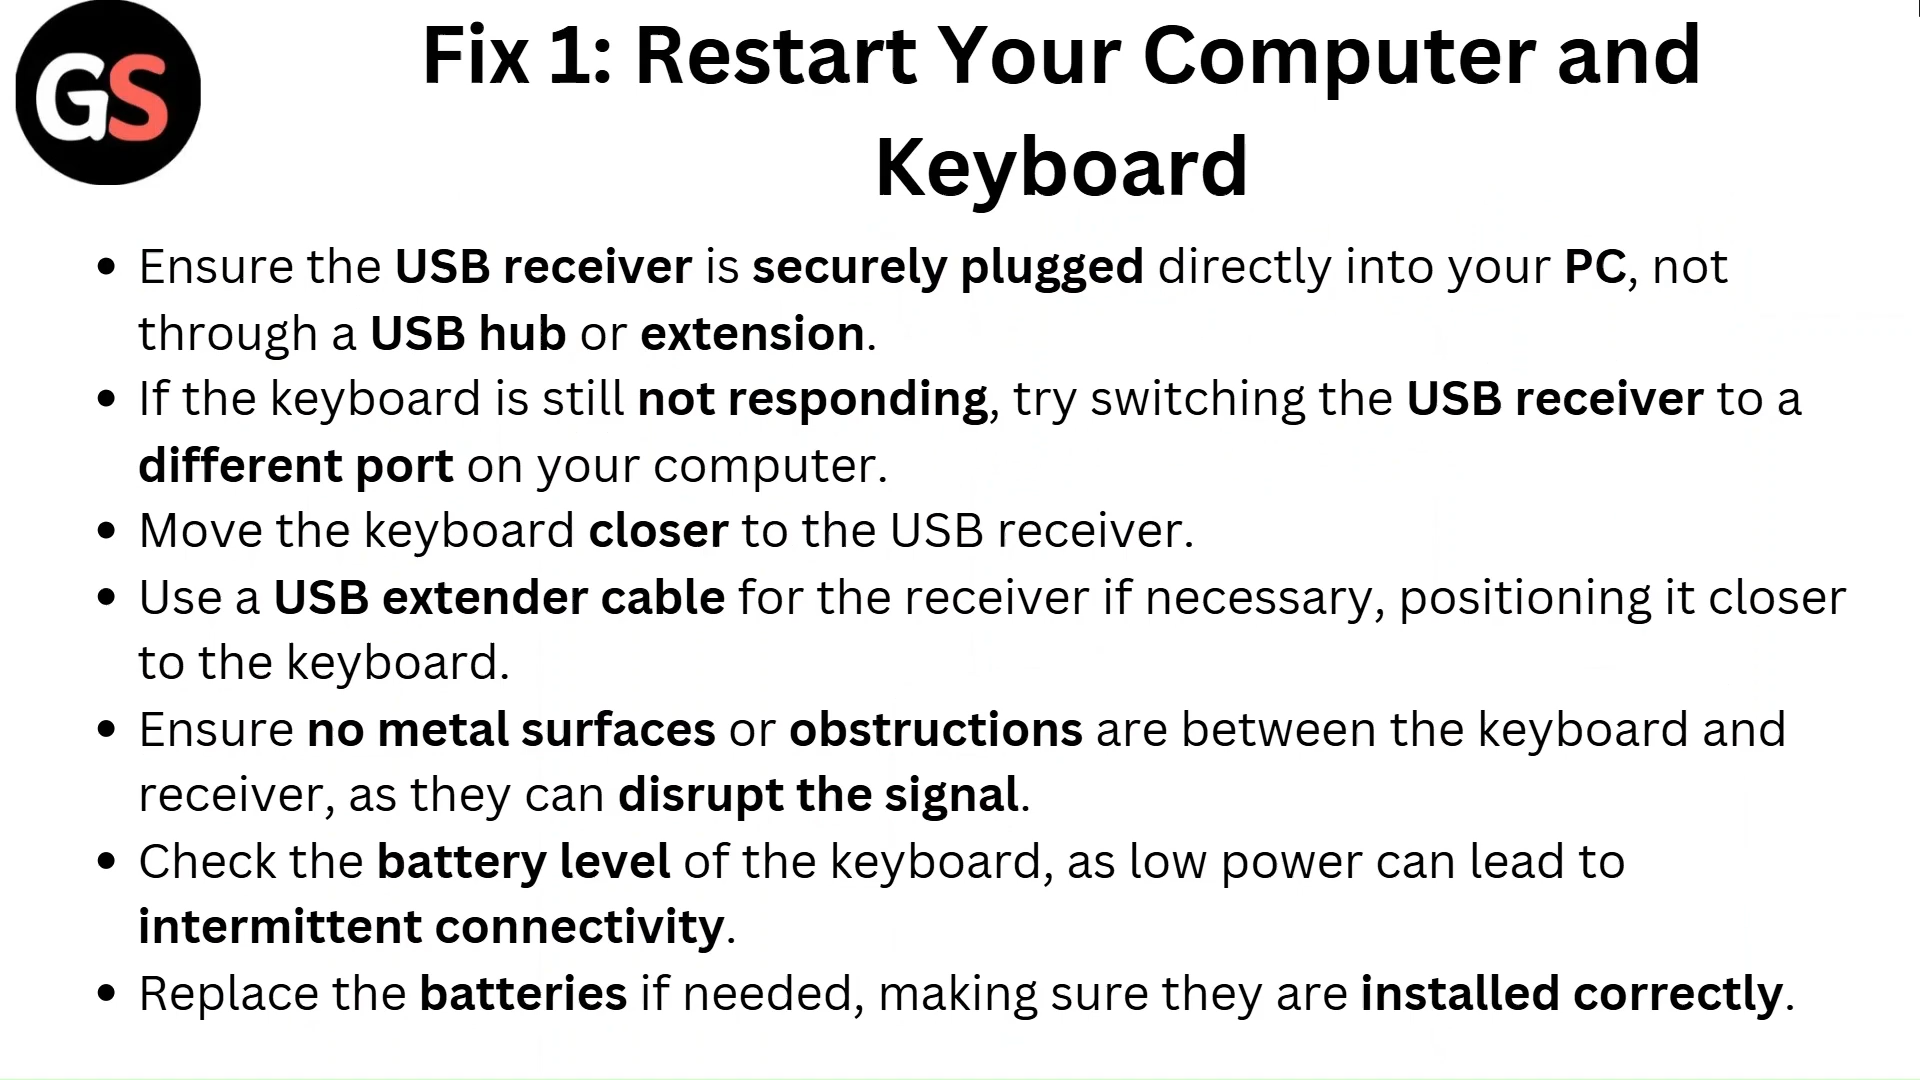 GS
Fix 1: Restart Your Computer and
Keyboard
• Ensure the USB receiver is securely plugged directly into your PC, not
through a USB hub or extension.
• If the keyboard is still not responding, try switching the USB receiver to a
different port on your computer.
• Move the keyboard closer to the USB receiver.
• Use a USB extender cable for the receiver if necessary, positioning it closer
to the keyboard.
• Ensure no metal surfaces or obstructions are between the keyboard and
receiver, as they can disrupt the signal.
• Check the battery level of the keyboard, as low power can lead to
intermittent connectivity.
• Replace the batteries if needed, making sure they are installed correctly.